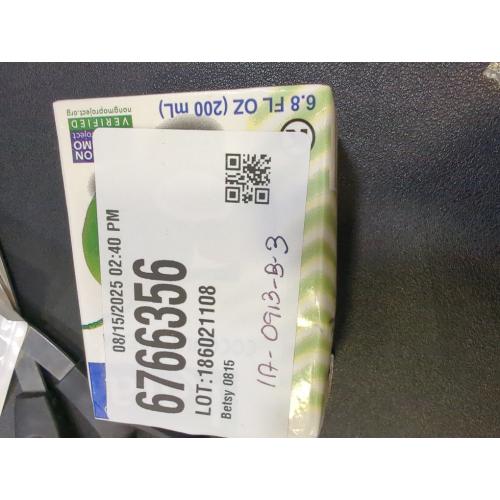 6.8 FL OZ (200 mL)
NON
GMO
Project
VERIFIED
nongmoproject.org
08/15/2025 02:40 PM
6766356
LOT:186021108
Betsy 0815
1A-0913-B-3